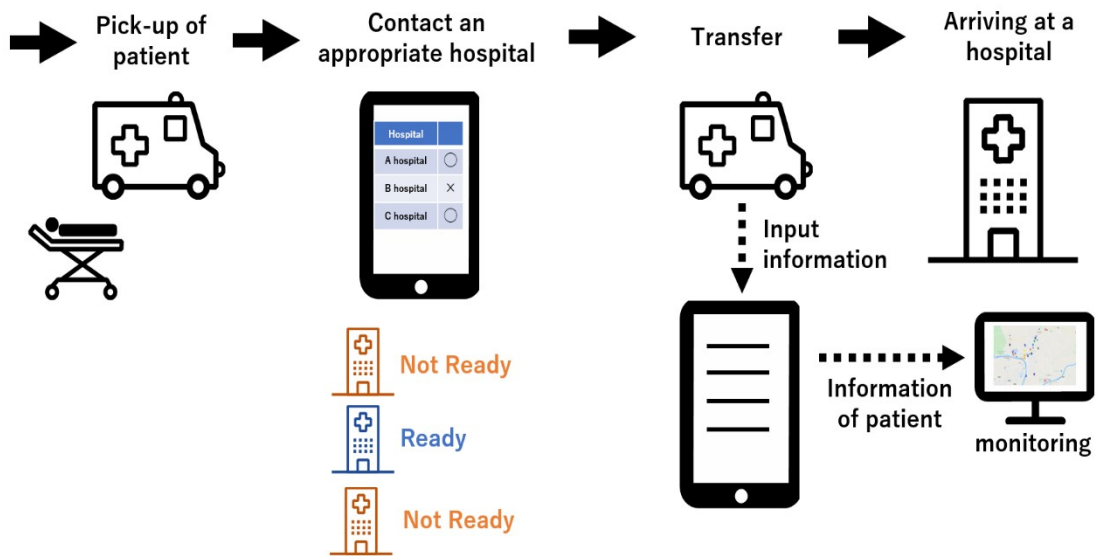 Pick-up of
patient
Contact an
appropriate hospital
Transfer
Arriving at a
hospital
Hospital
A hospital ○
B hospital ×
C hospital ○
Not Ready
Ready
Not Ready
Input
information
Information
of patient
monitoring